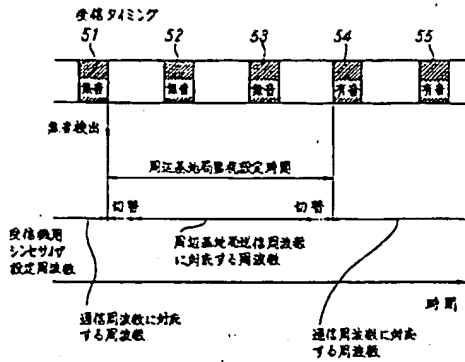 受信タイミング
51 52 53 54 55
無音 無音 無音 有音 有音
無音検出
周辺基地局監視設定時間
切替 切替
受信機用
シンセサイザ
設定周波数
周辺基地局送信周波数
に対応する周波数
時間
通信周波数に対応
する周波数
通信周波数に対応
する周波数